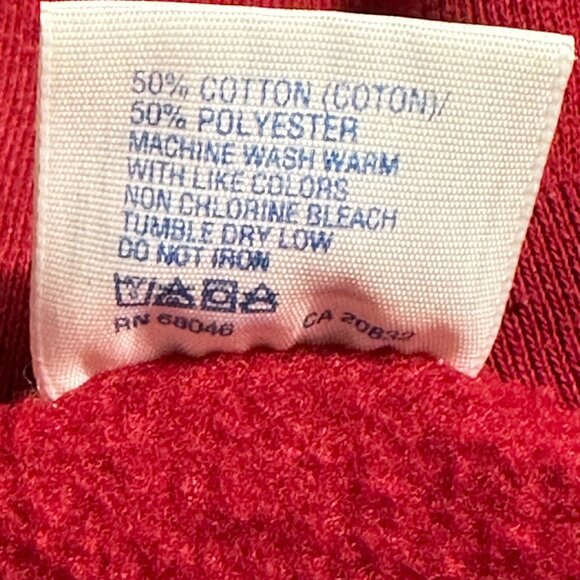 50% COTTON (COTON)/
50% POLYESTER
MACHINE WASH WARM
WITH LIKE COLORS
NON CHLORINE BLEACH
TUMBLE DRY LOW
DO NOT IRON
RN 68046 CA